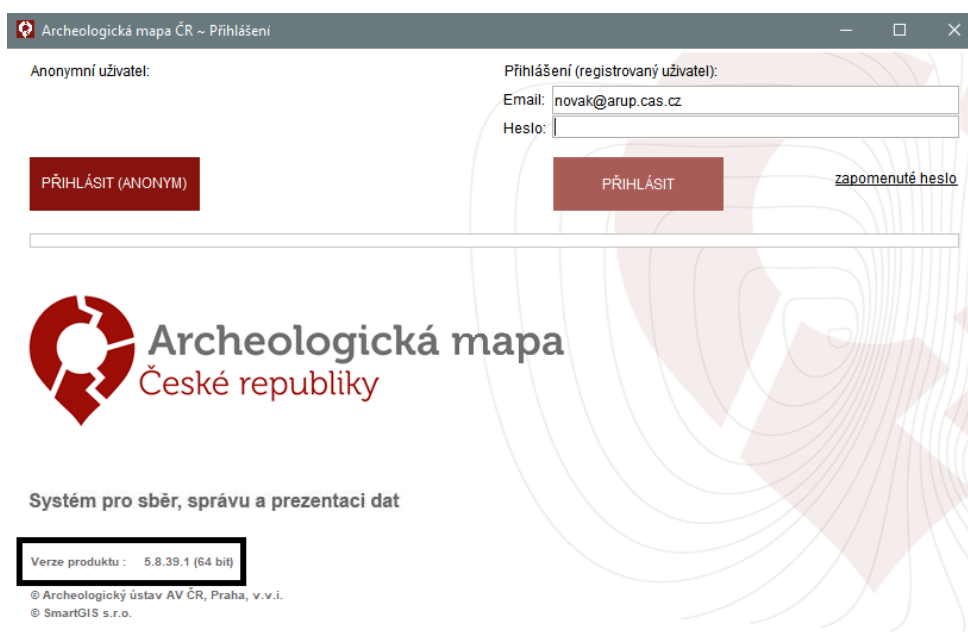 Archeologická mapa ČR ~ Přihlášení
Anonymní uživatel:
Přihlášení (registrovaný uživatel):
Email: novak@arup.cas.cz
Heslo:
PŘIHLÁSIT (ANONYM)
PŘIHLÁSIT
zapomenuté heslo
Archeologická mapa
České republiky
Systém pro sběr, správu a prezentaci dat
Verze produktu : 5.8.39.1 (64 bit)
© Archeologický ústav AV ČR, Praha, v.v.i.
© SmartGIS s.r.o.